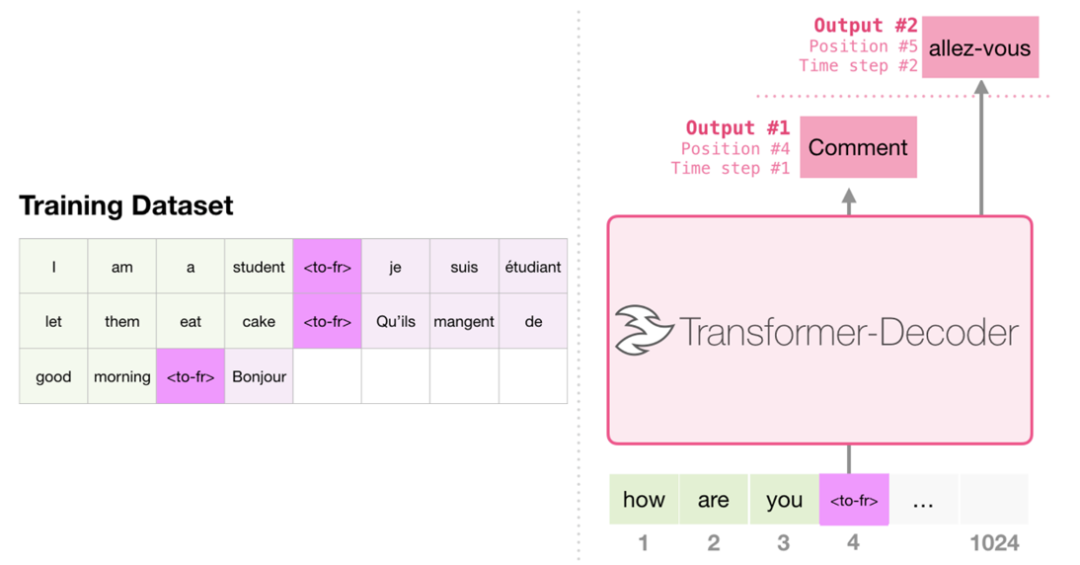 Training Dataset
I am a student <to-fr> je suis étudiant
let them eat cake <to-fr> Qu'ils mangent de
good morning <to-fr> Bonjour
Output #2
Position #5
Time step #2
allez-vous
Output #1
Position #4
Time step #1
Comment
Transformer-Decoder
how are you <to-fr> ...
1 2 3 4 1024